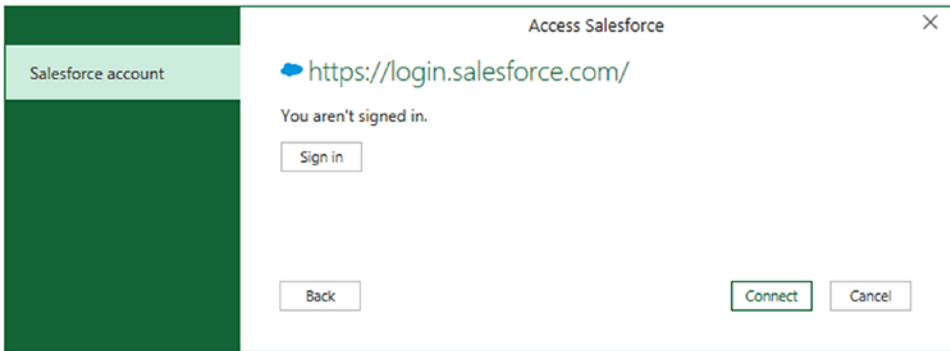 Access Salesforce
Salesforce account
https://login.salesforce.com/
You aren't signed in.
Sign in
Back
Connect
Cancel